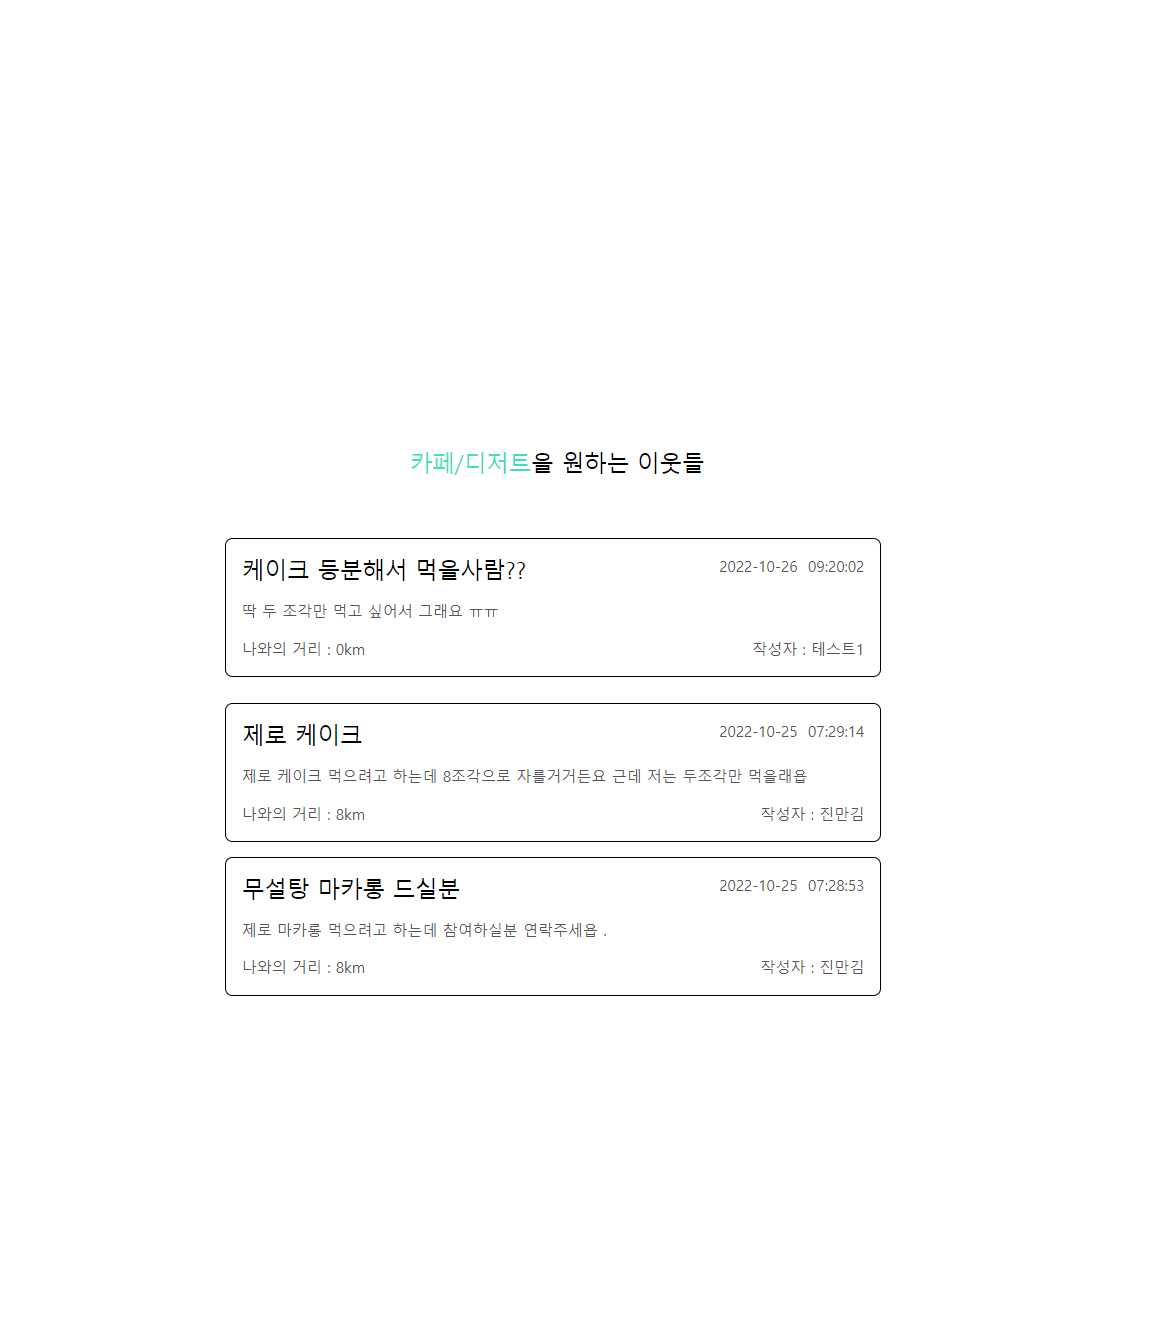 카페/디저트을 원하는 이웃들
케이크 등분해서 먹을사람?? 2022-10-26 09:20:02
딱 두 조각만 먹고 싶어서 그래요 ㅠㅠ
나와의 거리 : 0km 작성자 : 테스트1
제로 케이크 2022-10-25 07:29:14
제로 케이크 먹으려고 하는데 8조각으로 자를거거든요 근데 저는 두조각만 먹을래욥
나와의 거리 : 8km 작성자 : 진만김
무설탕 마카롱 드실분 2022-10-25 07:28:53
제로 마카롱 먹으려고 하는데 참여하실분 연락주세욥 .
나와의 거리 : 8km 작성자 : 진만김